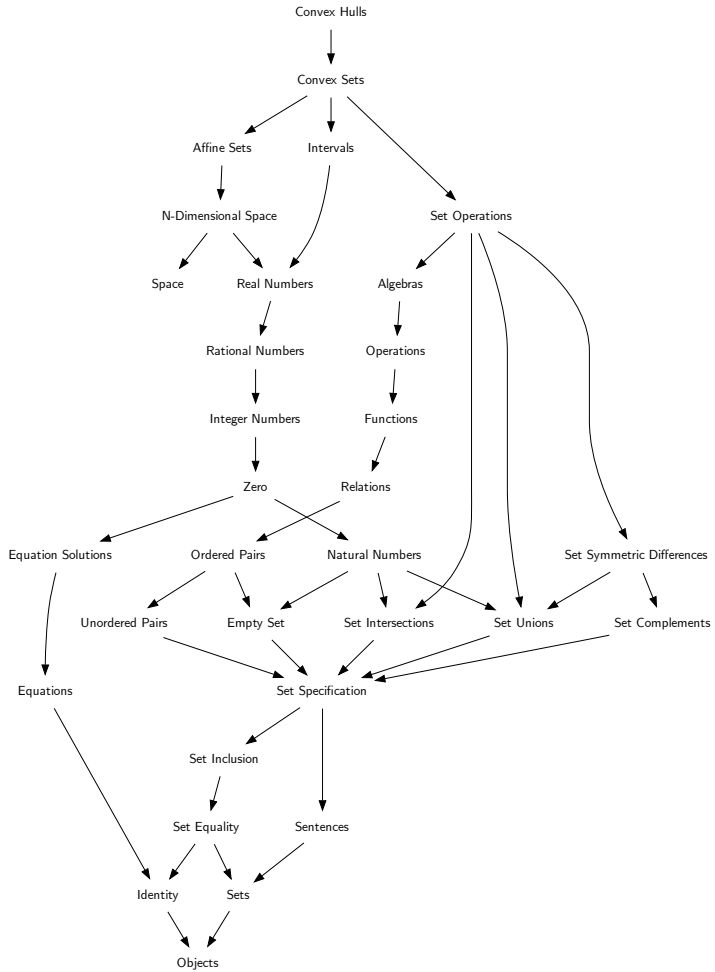 Convex Hulls
Convex Sets
Affine Sets
Intervals
N-Dimensional Space
Set Operations
Space
Real Numbers
Algebras
Rational Numbers
Operations
Integer Numbers
Functions
Zero
Relations
Equation Solutions
Ordered Pairs
Natural Numbers
Set Symmetric Differences
Unordered Pairs
Empty Set
Set Intersections
Set Unions
Set Complements
Equations
Set Specification
Set Inclusion
Set Equality
Sentences
Identity
Sets
Objects